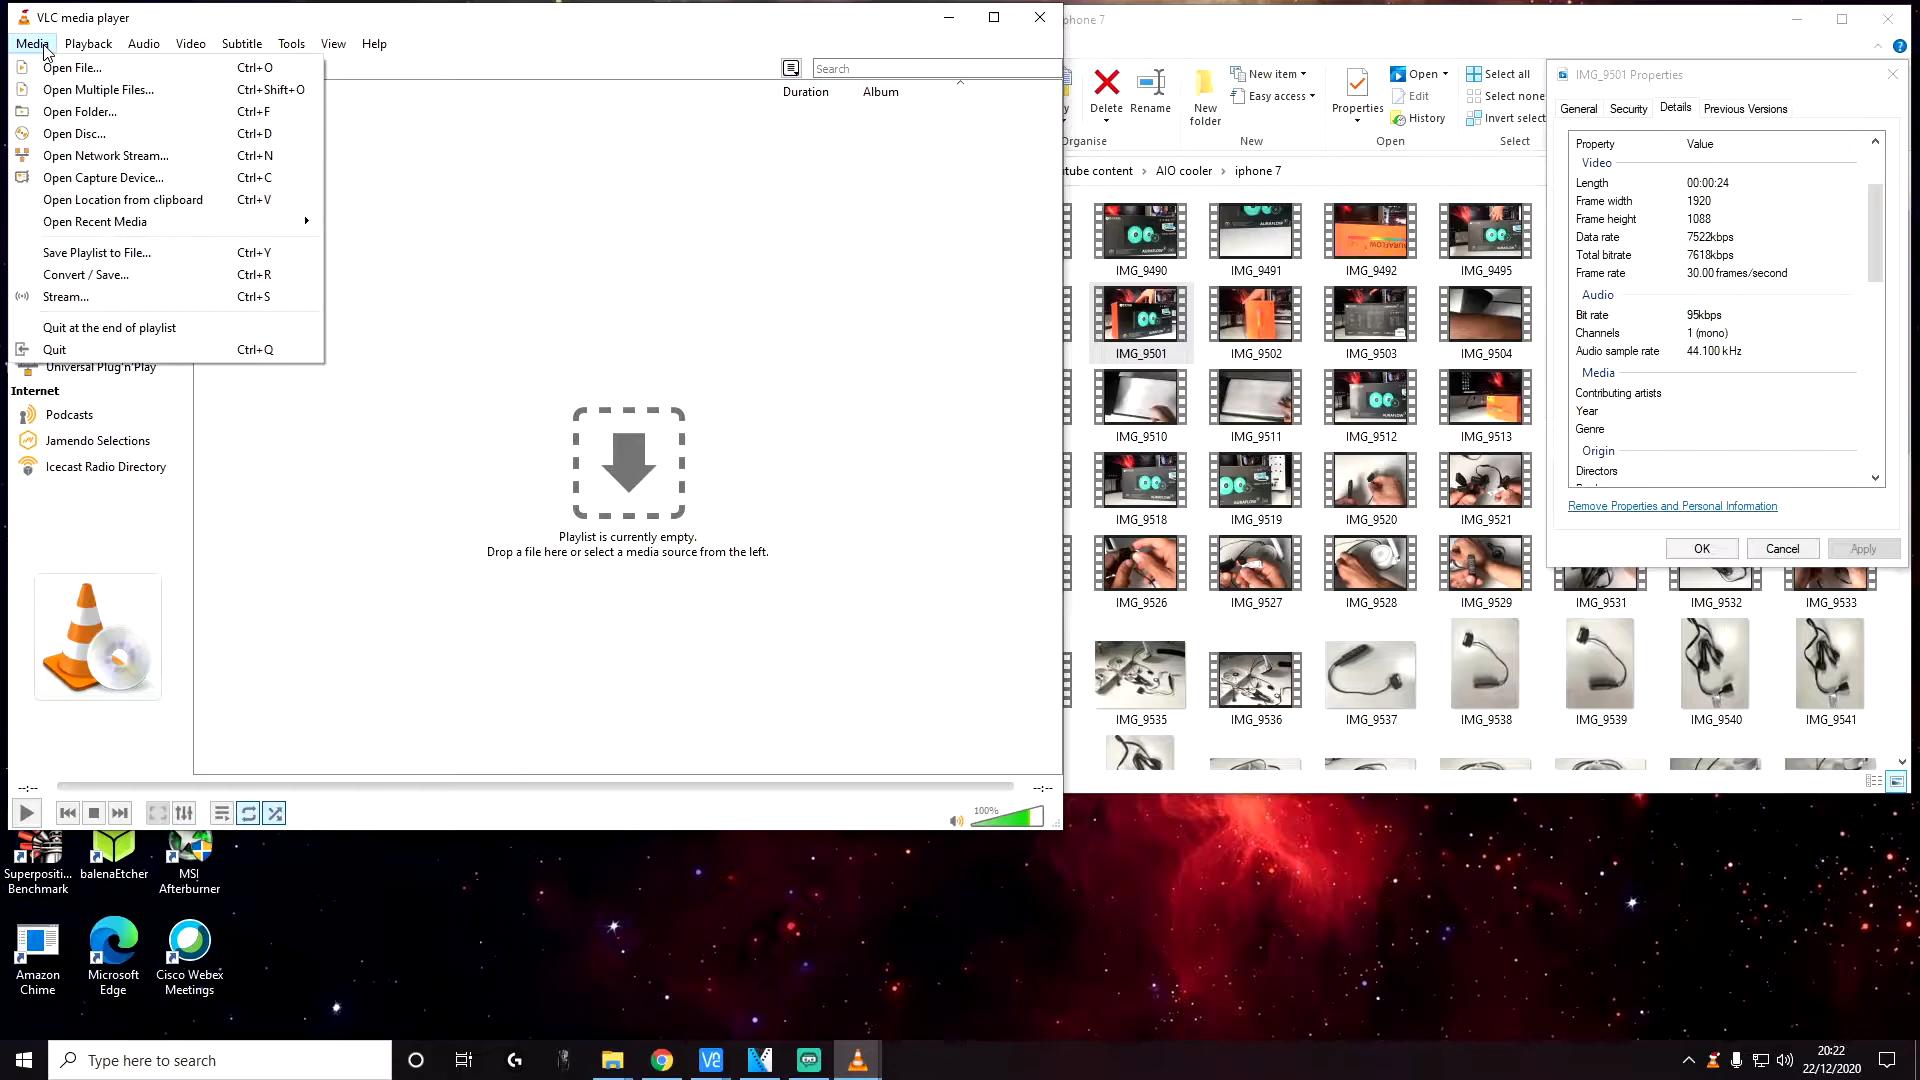 VLC media player
Media Playback Audio Video Subtitle Tools View Help
Open File... Ctrl+O
Open Multiple Files... Ctrl+Shift+O
Open Folder... Ctrl+F
Open Disc... Ctrl+D
Open Network Stream... Ctrl+N
Open Capture Device... Ctrl+C
Open Location from clipboard Ctrl+V
Open Recent Media
Save Playlist to File... Ctrl+Y
Convert / Save... Ctrl+R
Stream... Ctrl+S
Quit at the end of playlist
Quit Ctrl+Q
Universal Plug'n'Play
Internet
Podcasts
Jamendo Selections
Icecast Radio Directory
Search
Duration Album
Playlist is currently empty.
Drop a file here or select a media source from the left.
--:-- --:--
100%
phone 7
Delete Rename
New folder
New item
Easy access
Properties
Open
Edit
History
Select all
Select none
Invert select
Organise New Open Select
tube content AIO cooler iphone 7
IMG_9490 IMG_9491 IMG_9492 IMG_9495
IMG_9501 IMG_9502 IMG_9503 IMG_9504
IMG_9510 IMG_9511 IMG_9512 IMG_9513
IMG_9518 IMG_9519 IMG_9520 IMG_9521
IMG_9526 IMG_9527 IMG_9528 IMG_9529 IMG_9531 IMG_9532 IMG_9533
IMG_9535 IMG_9536 IMG_9537 IMG_9538 IMG_9539 IMG_9540 IMG_9541
IMG_9501 Properties
General Security Details Previous Versions
Property Value
Video
Length 00:00:24
Frame width 1920
Frame height 1088
Data rate 7522kbps
Total bitrate 7618kbps
Frame rate 30.00 frames/second
Audio
Bit rate 95kbps
Channels 1 (mono)
Audio sample rate 44.100 kHz
Media
Contributing artists
Year
Genre
Origin
Directors
Remove Properties and Personal Information
OK Cancel Apply
Superpositi... Benchmark
balenaEtcher
MSI Afterburner
Amazon Chime
Microsoft Edge
Cisco Webex Meetings
Type here to search
20:22
22/12/2020